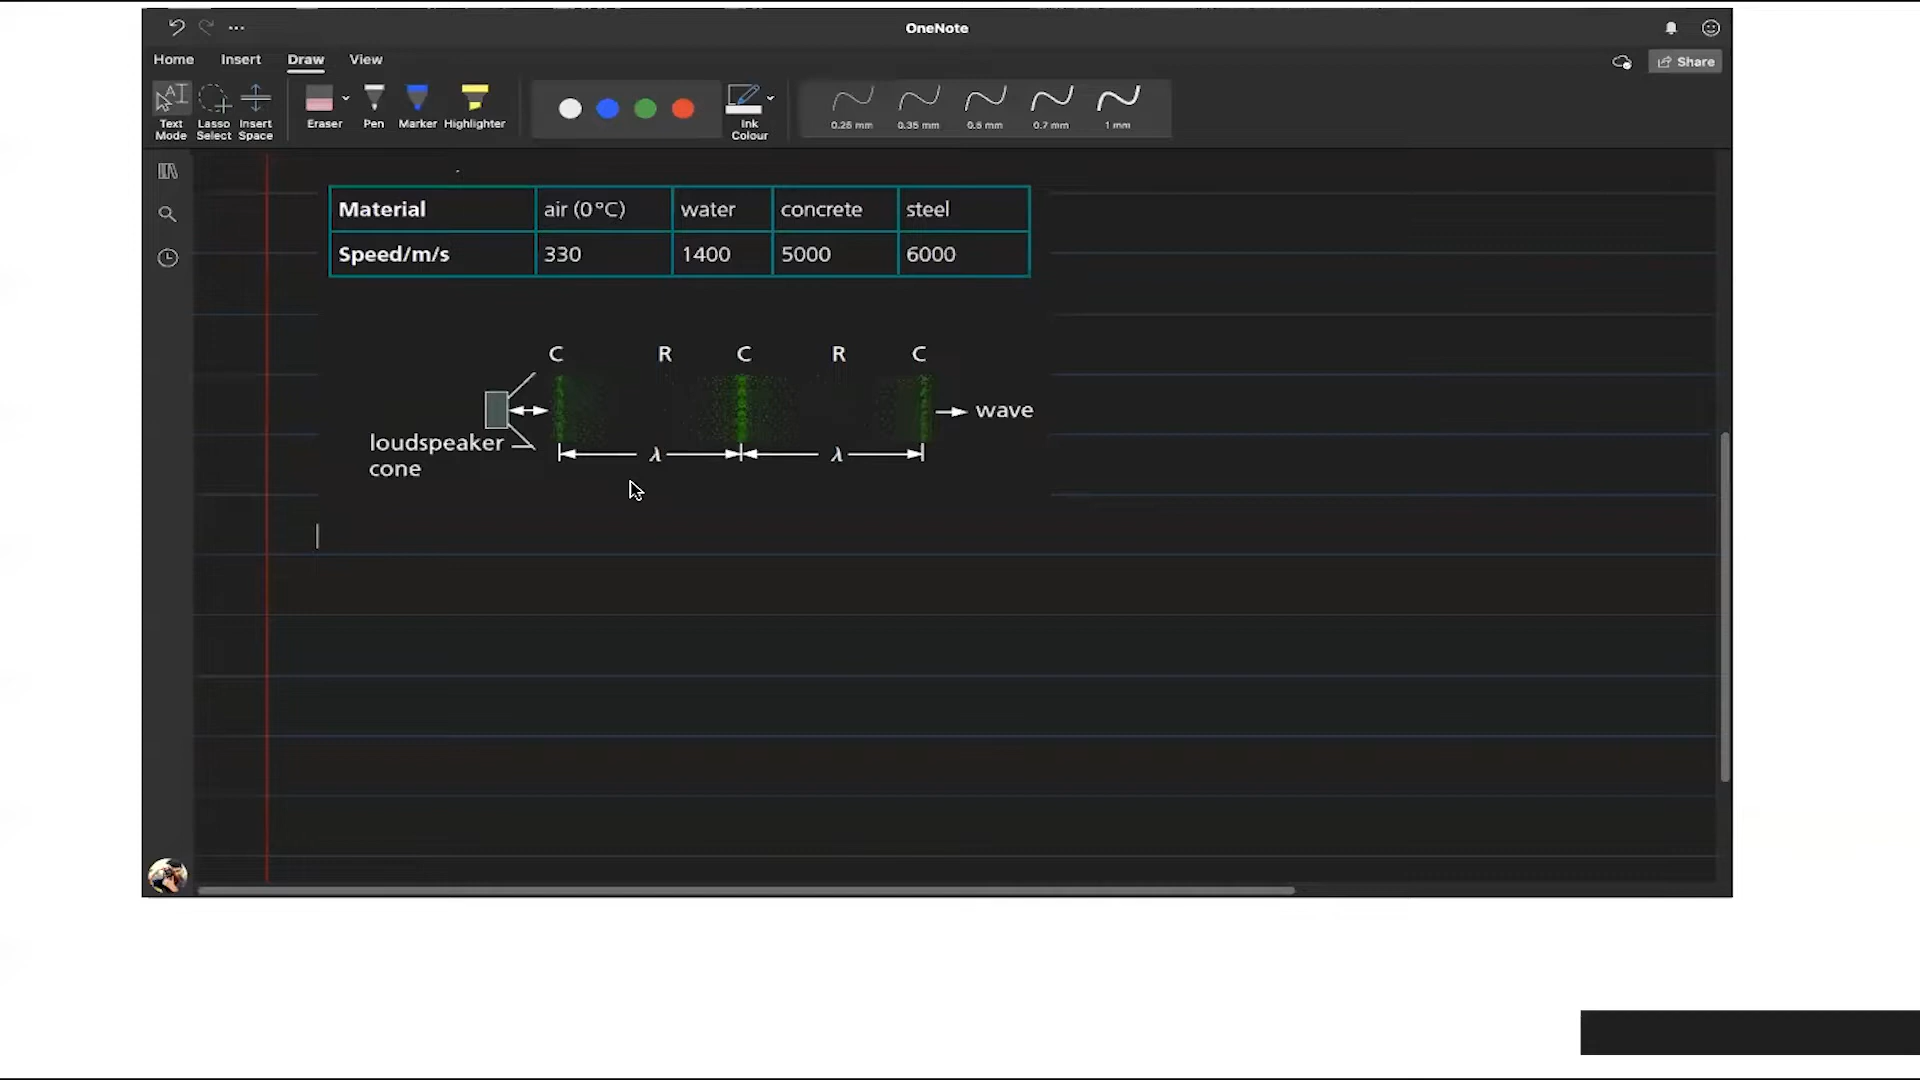 OneNote
Home Insert Draw View
Share
Text Mode
Lasso Select
Insert Space
Eraser
Pen
Marker
Highlighter
Ink Colour
0.25 mm
0.35 mm
0.5 mm
0.7 mm
1 mm
Material air (0 °C) water concrete steel
Speed/m/s 330 1400 5000 6000
C R C R C
wave
loudspeaker
cone
λ λ